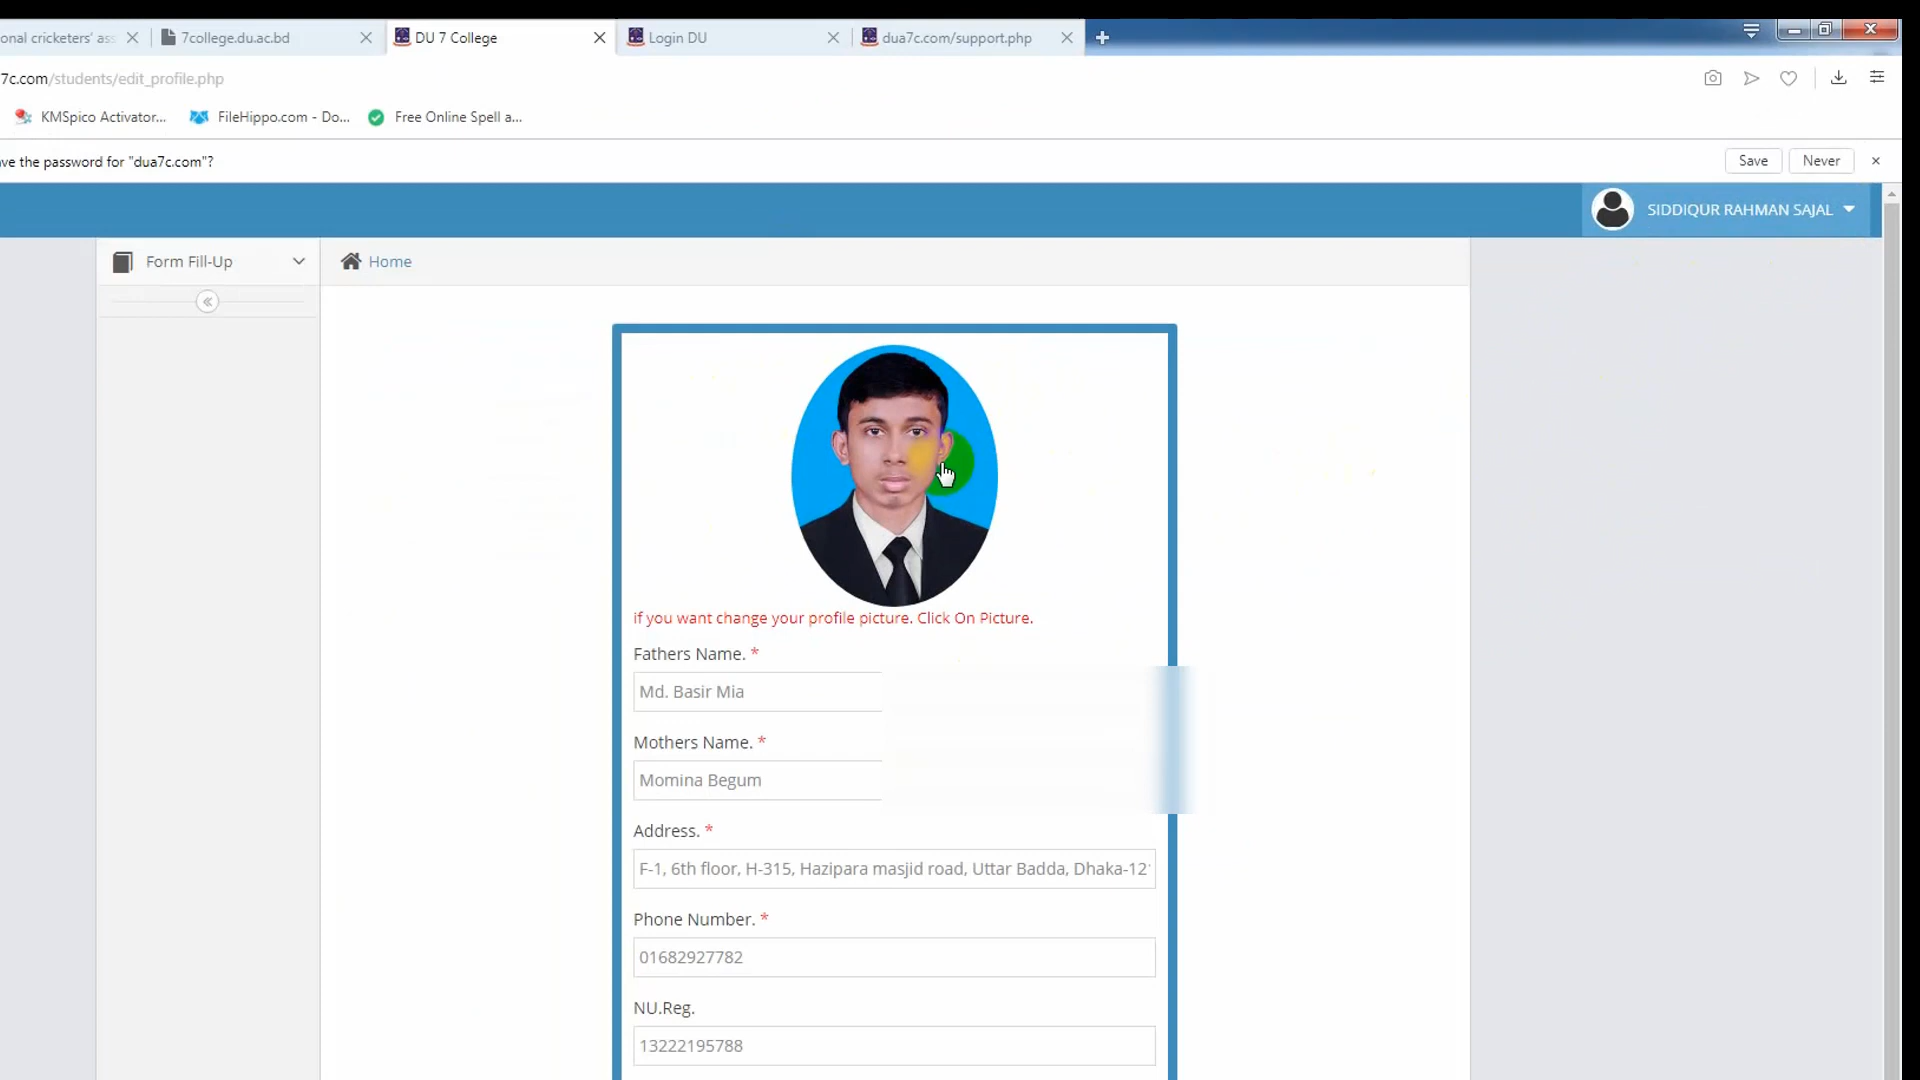 onal cricketers' ass
7college.du.ac.bd
DU 7 College
Login DU
dua7c.com/support.php
7c.com/students/edit_profile.php
KMSpico Activator...
FileHippo.com - Do...
Free Online Spell a...
ve the password for "dua7c.com"?
Save
Never
SIDDIQUR RAHMAN SAJAL
Form Fill-Up
Home
if you want change your profile picture. Click On Picture.
Fathers Name. *
Md. Basir Mia
Mothers Name. *
Momina Begum
Address. *
F-1, 6th floor, H-315, Hazipara masjid road, Uttar Badda, Dhaka-12
Phone Number. *
01682927782
NU.Reg.
13222195788